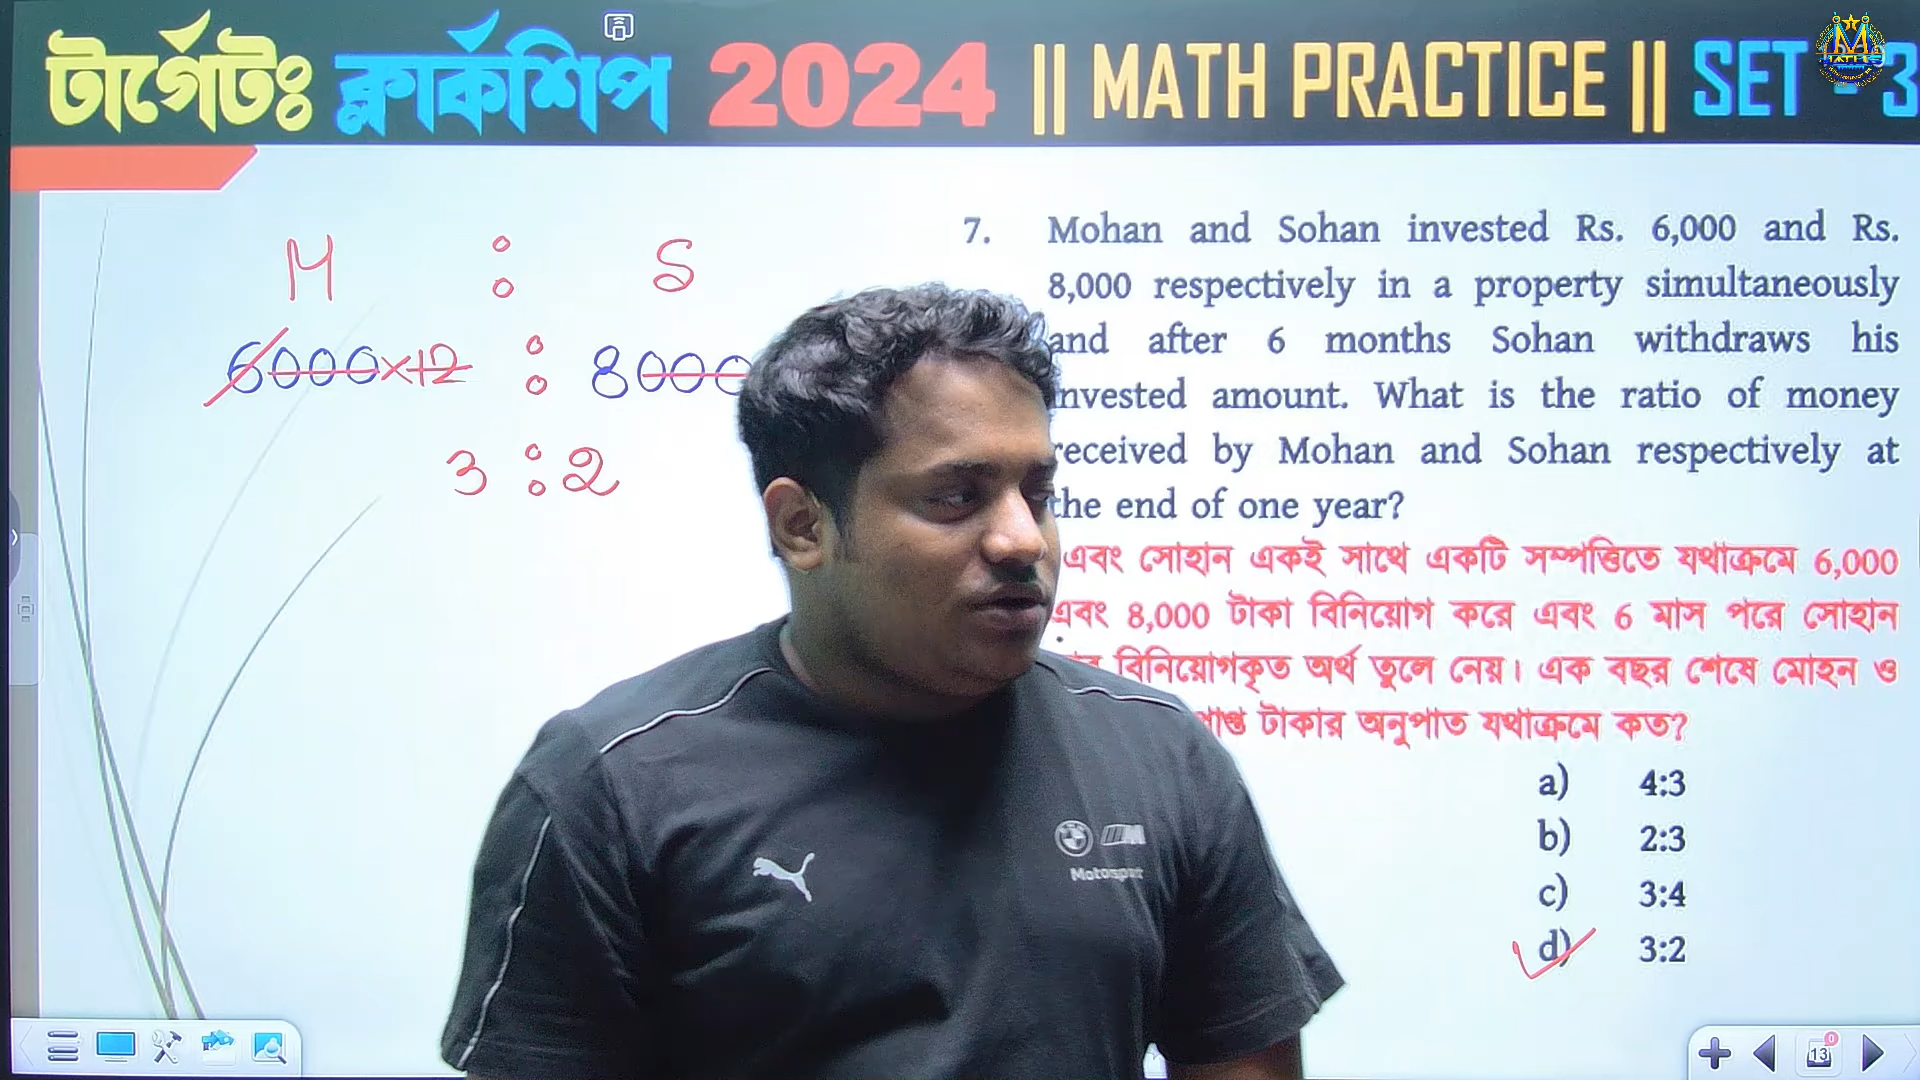 টার্গেটঃ ক্লার্কশিপ 2024 || MATH PRACTICE || SET - 3
M : S
6000×12 : 8000
3 : 2
7. Mohan and Sohan invested Rs. 6,000 and Rs.
8,000 respectively in a property simultaneously
and after 6 months Sohan withdraws his
invested amount. What is the ratio of money
received by Mohan and Sohan respectively at
the end of one year?
এবং সোহান একই সাথে একটি সম্পত্তিতে যথাক্রমে 6,000
এবং 8,000 টাকা বিনিয়োগ করে এবং 6 মাস পরে সোহান
বিনিয়োগকৃত অর্থ তুলে নেয়। এক বছর শেষে মোহন ও
টাকার অনুপাত যথাক্রমে কত?
a) 4:3
b) 2:3
c) 3:4
d) 3:2
M
Motorsport
13
0